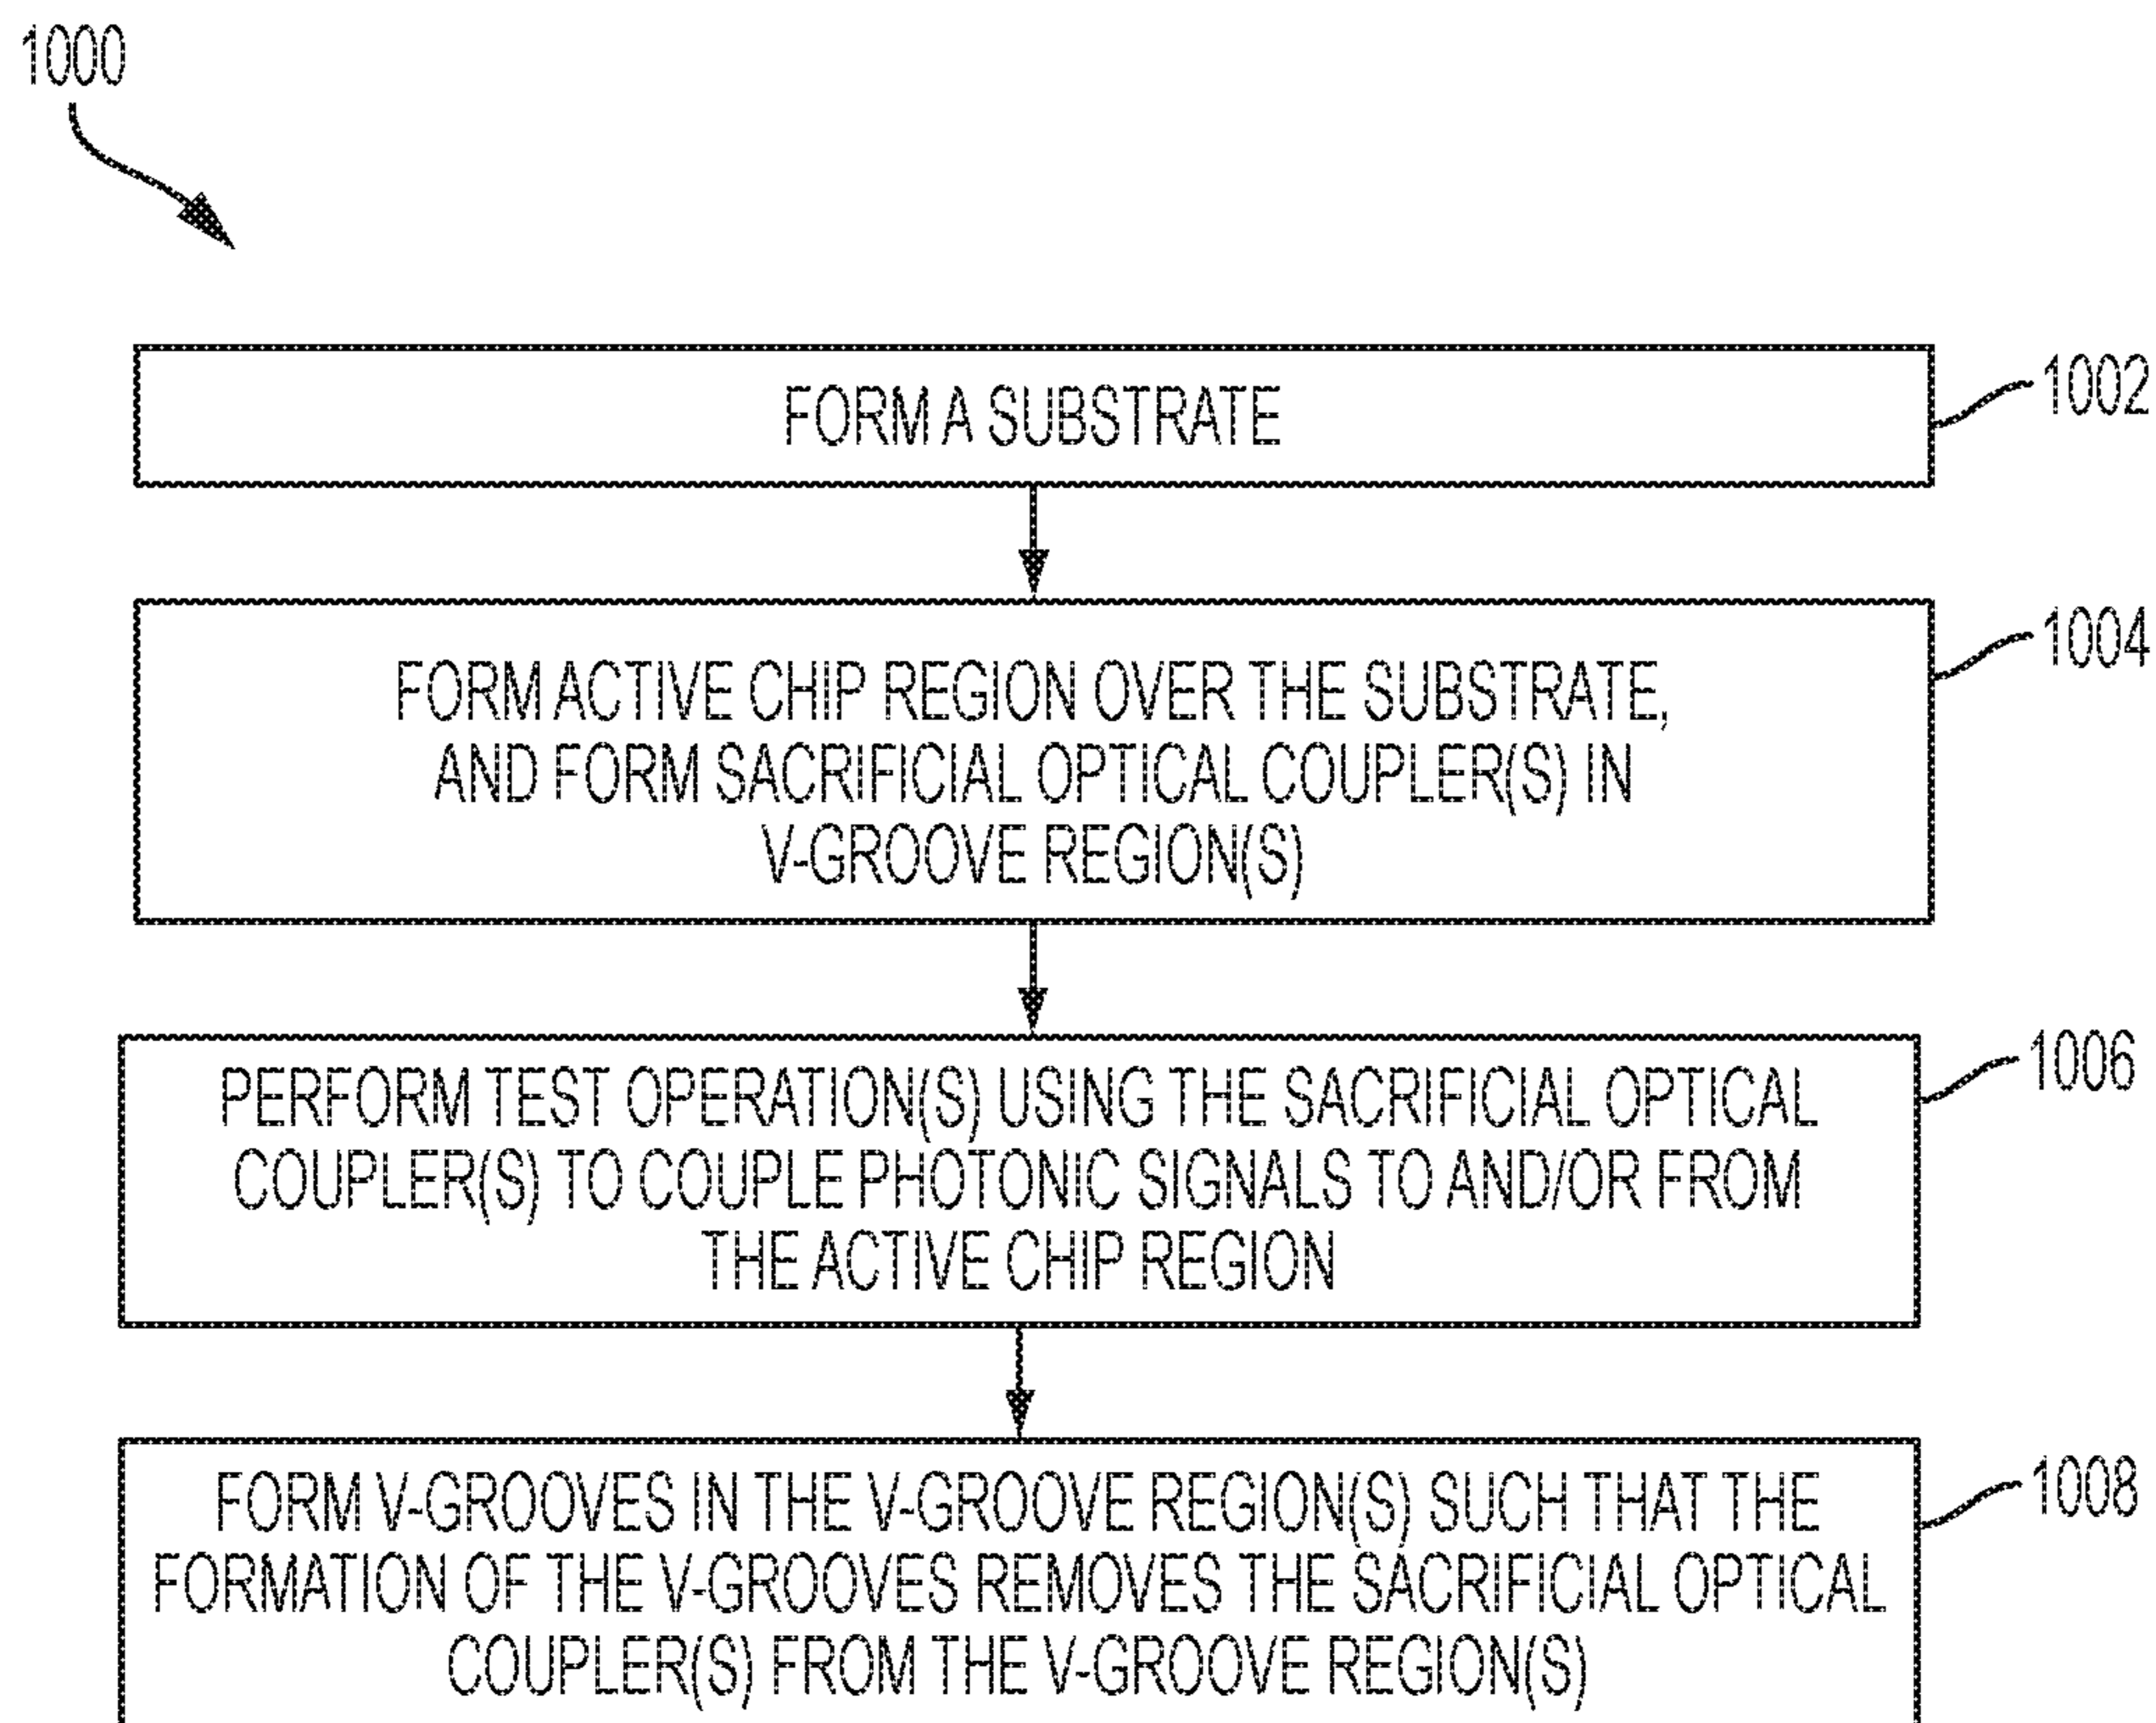 1000
FORM A SUBSTRATE
1002
FORM ACTIVE CHIP REGION OVER THE SUBSTRATE,
AND FORM SACRIFICIAL OPTICAL COUPLER(S) IN
V-GROOVE REGION(S)
1004
PERFORM TEST OPERATION(S) USING THE SACRIFICIAL OPTICAL
COUPLER(S) TO COUPLE PHOTONIC SIGNALS TO AND/OR FROM
THE ACTIVE CHIP REGION
1006
FORM V-GROOVES IN THE V-GROOVE REGION(S) SUCH THAT THE
FORMATION OF THE V-GROOVES REMOVES THE SACRIFICIAL OPTICAL
COUPLER(S) FROM THE V-GROOVE REGION(S)
1008